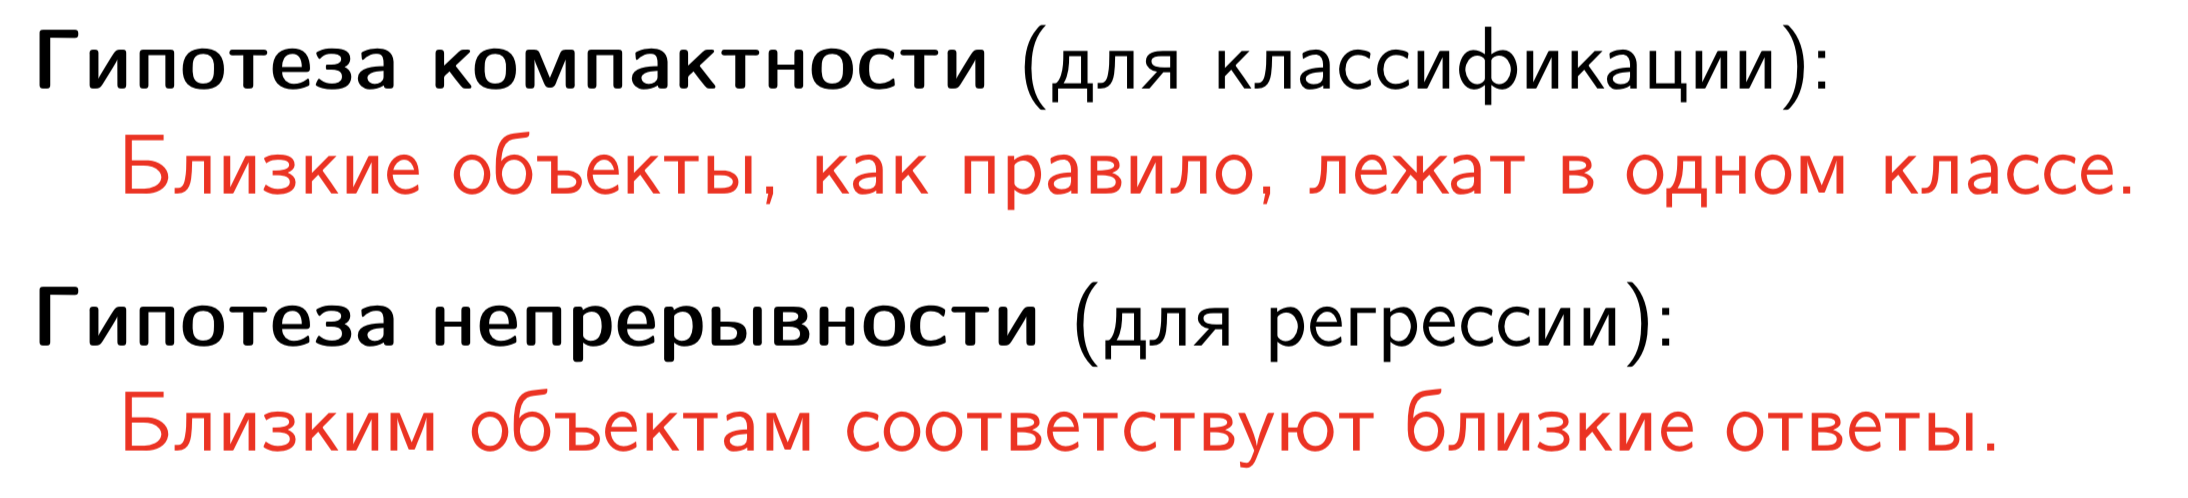 Гипотеза компактности (для классификации):
Близкие объекты, как правило, лежат в одном классе.
Гипотеза непрерывности (для регрессии):
Близким объектам соответствуют близкие ответы.